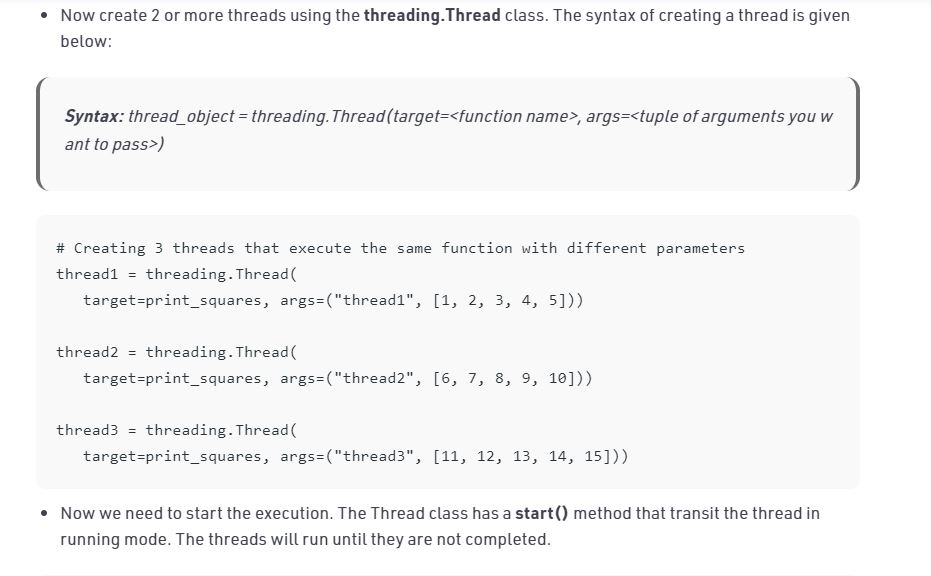 Now create 2 or more threads using the threading.Thread class. The syntax of creating a thread is given
below:
Syntax: thread_object = threading.Thread(target=<function name>, args=<tuple of arguments you w
ant to pass>)
# Creating 3 threads that execute the same function with different parameters
thread1 = threading.Thread(
target=print_squares, args=("thread1", [1, 2, 3, 4, 5]))
thread2 = threading.Thread(
target=print_squares, args=("thread2", [6, 7, 8, 9, 10]))
thread3 = threading.Thread(
target=print_squares, args=("thread3", [11, 12, 13, 14, 15]))
Now we need to start the execution. The Thread class has a start() method that transit the thread in
running mode. The threads will run until they are not completed.